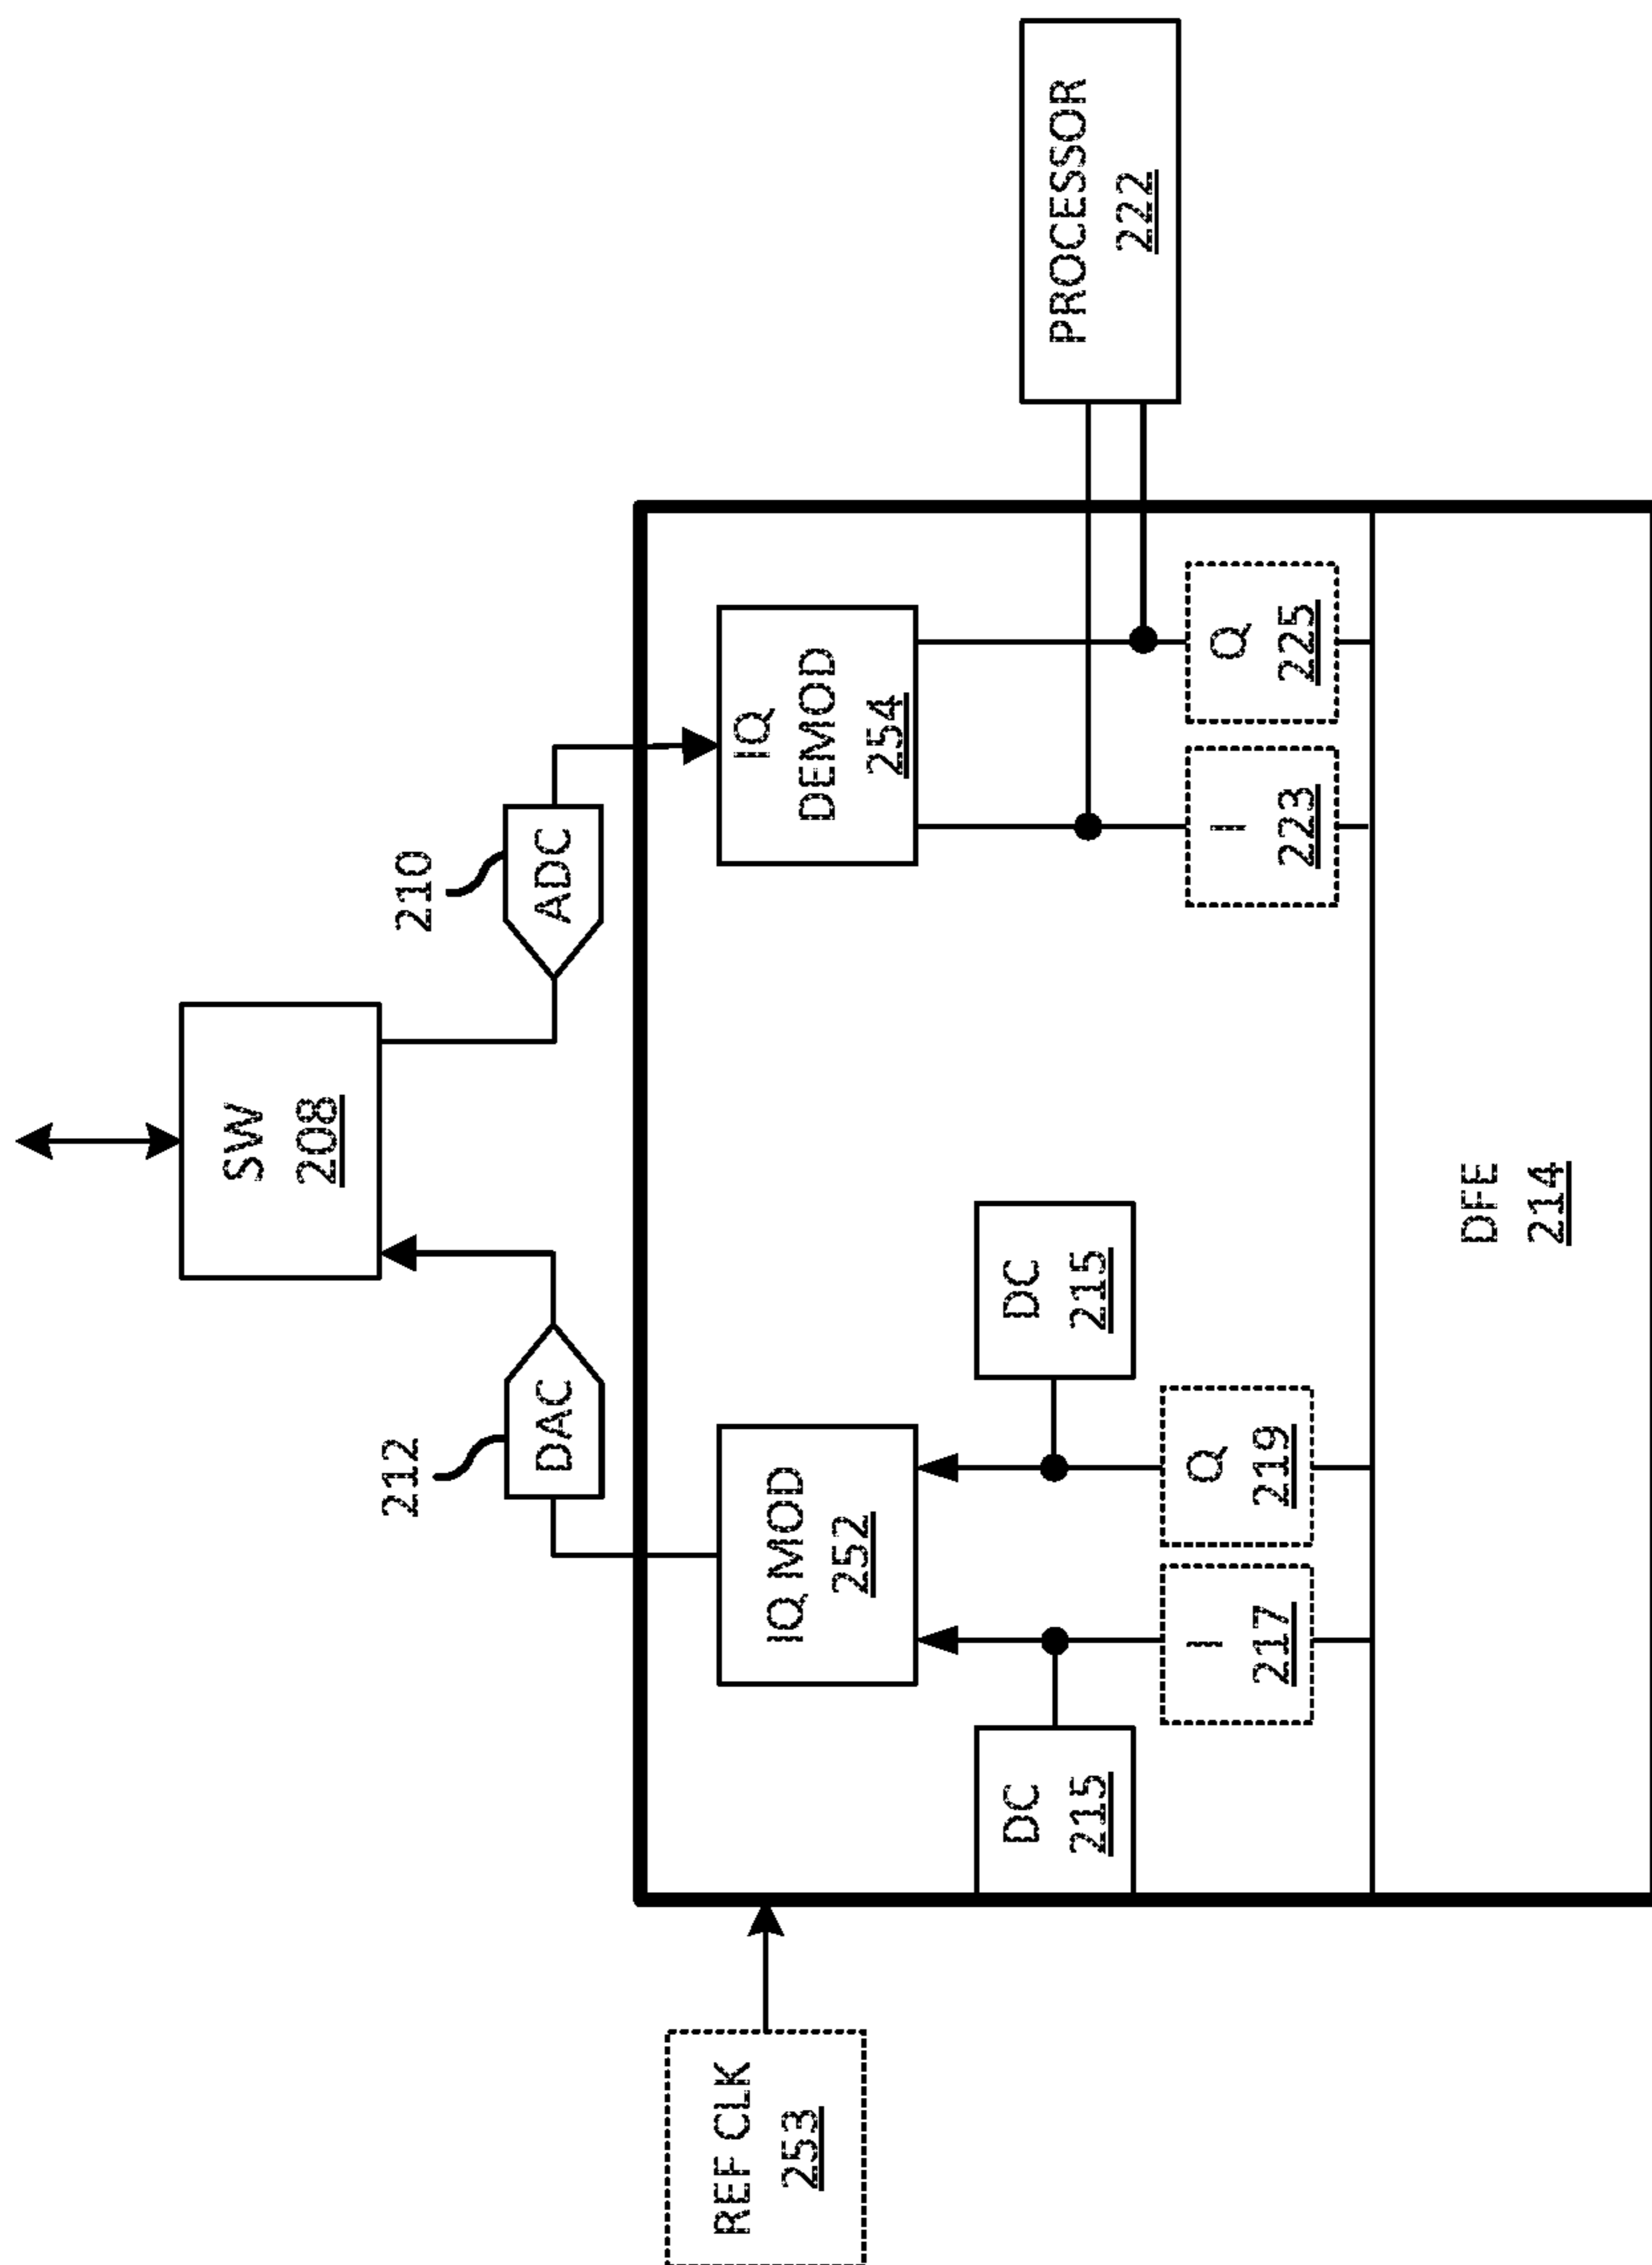 SW
208
212
DAC
210
ADC
REF CLK
253
IQ MOD
252
IQ
DEMOD
254
DC
215
DC
215
PROCESSOR
222
I
217
Q
219
I
223
Q
225
DFE
214